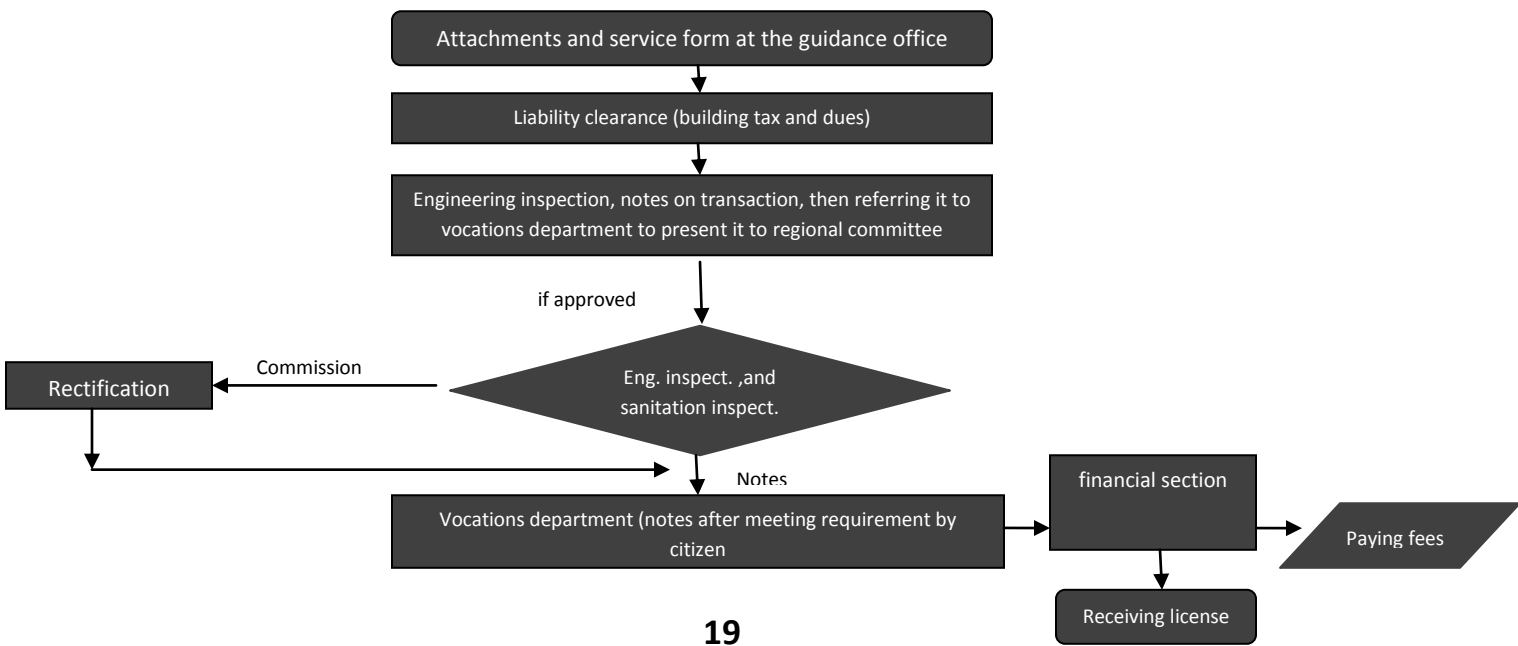 Attachments and service form at the guidance office
Liability clearance (building tax and dues)
Engineering inspection, notes on transaction, then referring it to
vocations department to present it to regional committee
if approved
Commission
Rectification
Eng. inspect. ,and
sanitation inspect.
Notes
Vocations department (notes after meeting requirement by
citizen
financial section
Paying fees
Receiving license
19